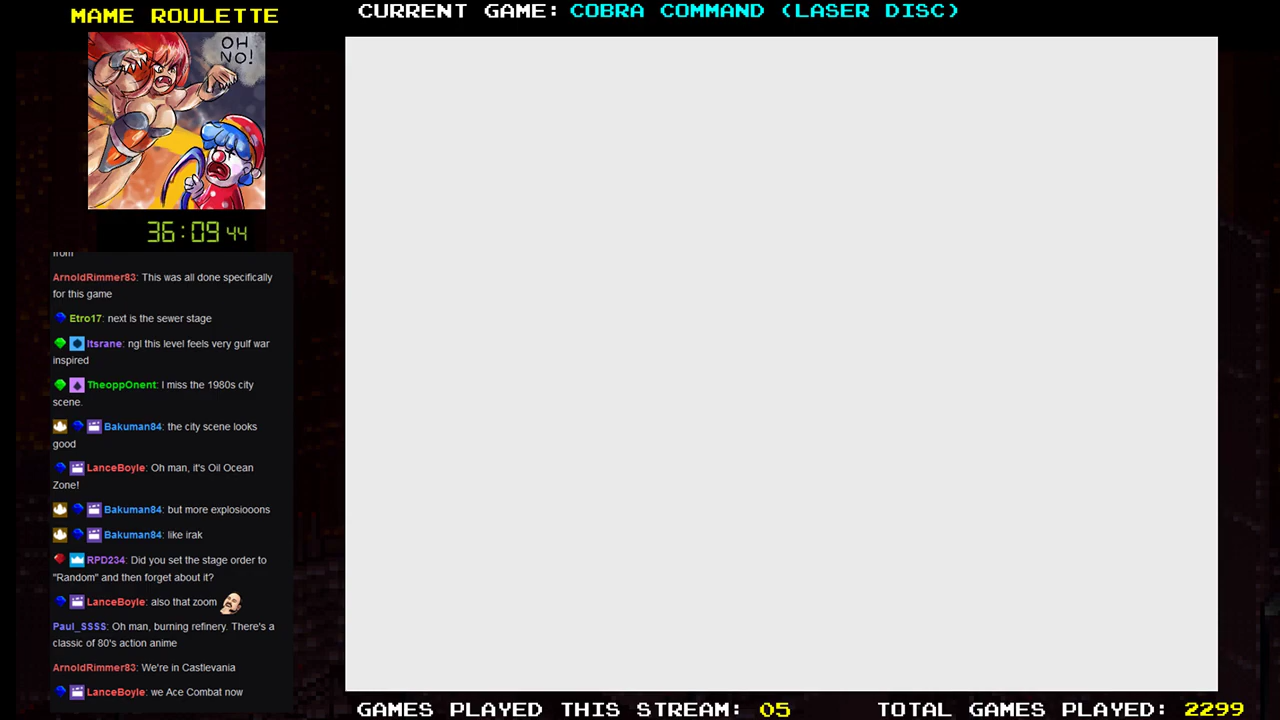 MAME ROULETTE
CURRENT GAME: COBRA COMMAND (LASER DISC)
OH
NO!
36:09 44
from
ArnoldRimmer83: This was all done specifically
for this game
Etro17: next is the sewer stage
Itsrane: ngl this level feels very gulf war
inspired
TheoppOnent: I miss the 1980s city
scene.
Bakuman84: the city scene looks
good
LanceBoyle: Oh man, it's Oil Ocean
Zone!
Bakuman84: but more explosiooons
Bakuman84: like irak
RPD234: Did you set the stage order to
"Random" and then forget about it?
LanceBoyle: also that zoom
Paul_SSSS: Oh man, burning refinery. There's a
classic of 80's action anime
ArnoldRimmer83: We're in Castlevania
LanceBoyle: we Ace Combat now
GAMES PLAYED THIS STREAM: 05
TOTAL GAMES PLAYED: 2299